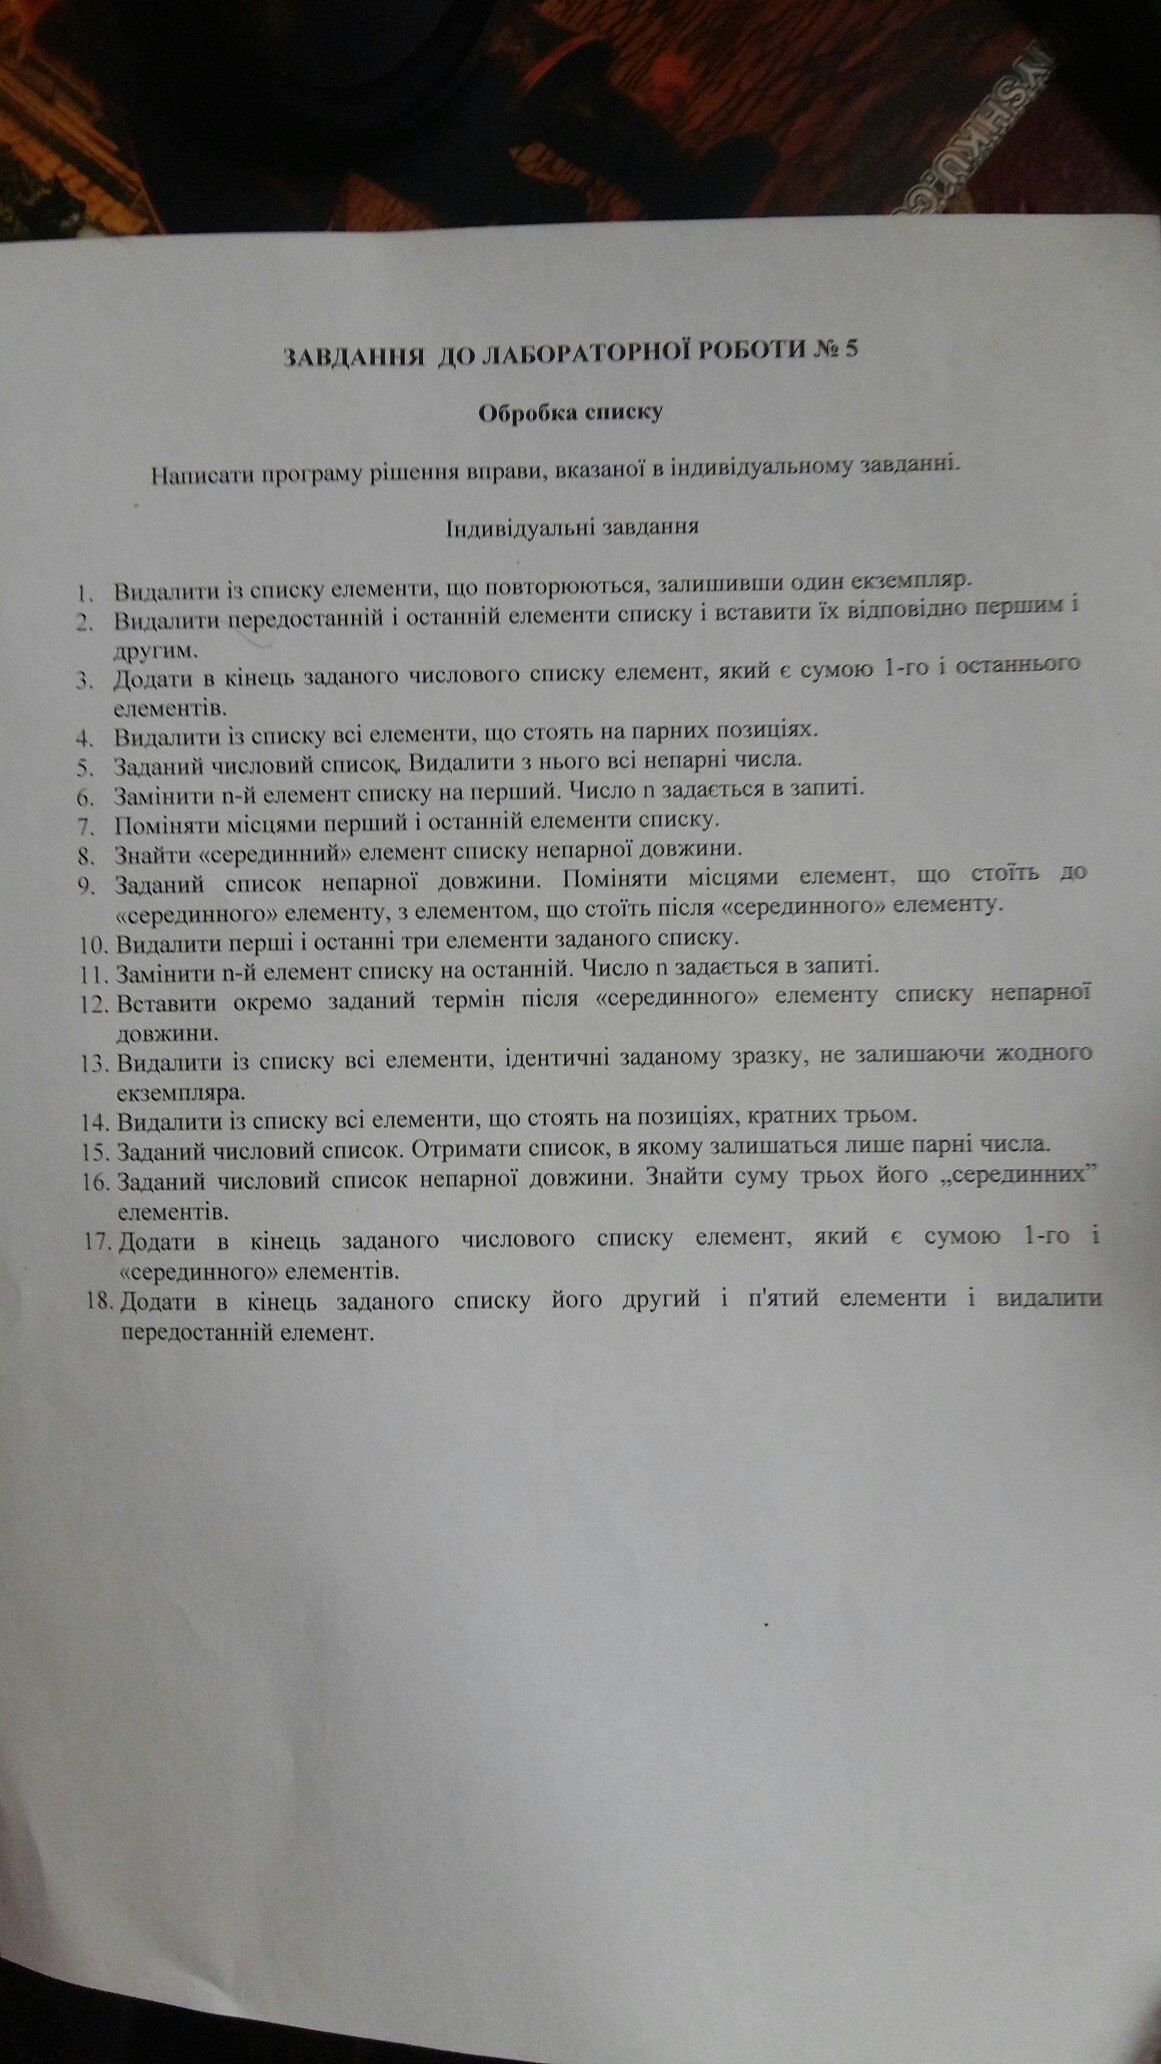 ЗАВДАННЯ ДО ЛАБОРАТОРНОЇ РОБОТИ № 5
Обробка списку
Написати програму рішення вправи, вказаної в індивідуальному завданні.
Індивідуальні завдання
1. Видалити із списку елементи, що повторюються, залишивши один екземпляр.
2. Видалити передостанній і останній елементи списку і вставити їх відповідно першим і
другим.
3. Додати в кінець заданого числового списку елемент, який є сумою 1-го і останнього
елементів.
4. Видалити із списку всі елементи, що стоять на парних позиціях.
5. Заданий числовий список. Видалити з нього всі непарні числа.
6. Замінити n-й елемент списку на перший. Число n задається в запиті.
7. Поміняти місцями перший і останній елементи списку.
8. Знайти «серединний» елемент списку непарної довжини.
9. Заданий список непарної довжини. Поміняти місцями елемент, що стоїть до
«серединного» елементу, з елементом, що стоїть після «серединного» елементу.
10. Видалити перші і останні три елементи заданого списку.
11. Замінити n-й елемент списку на останній. Число n задається в запиті.
12. Вставити окремо заданий термін після «серединного» елементу списку непарної
довжини.
13. Видалити із списку всі елементи, ідентичні заданому зразку, не залишаючи жодного
екземпляра.
14. Видалити із списку всі елементи, що стоять на позиціях, кратних трьом.
15. Заданий числовий список. Отримати список, в якому залишаться лише парні числа.
16. Заданий числовий список непарної довжини. Знайти суму трьох його „серединних”
елементів.
17. Додати в кінець заданого числового списку елемент, який є сумою 1-го і
«серединного» елементів.
18. Додати в кінець заданого списку його другий і п'ятий елементи і видалити
передостанній елемент.